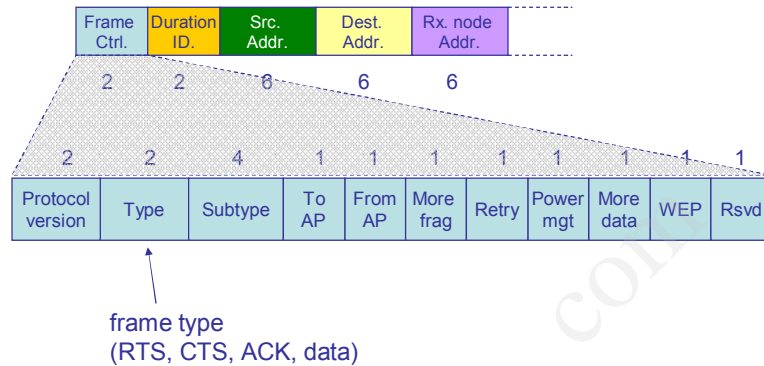 Frame Ctrl. Duration ID. Src. Addr. Dest. Addr. Rx. node Addr.
2 2 6 6 6
2 2 4 1 1 1 1 1 1 1 1
Protocol version Type Subtype To AP From AP More frag Retry Power mgt More data WEP Rsvd
frame type
(RTS, CTS, ACK, data)
com